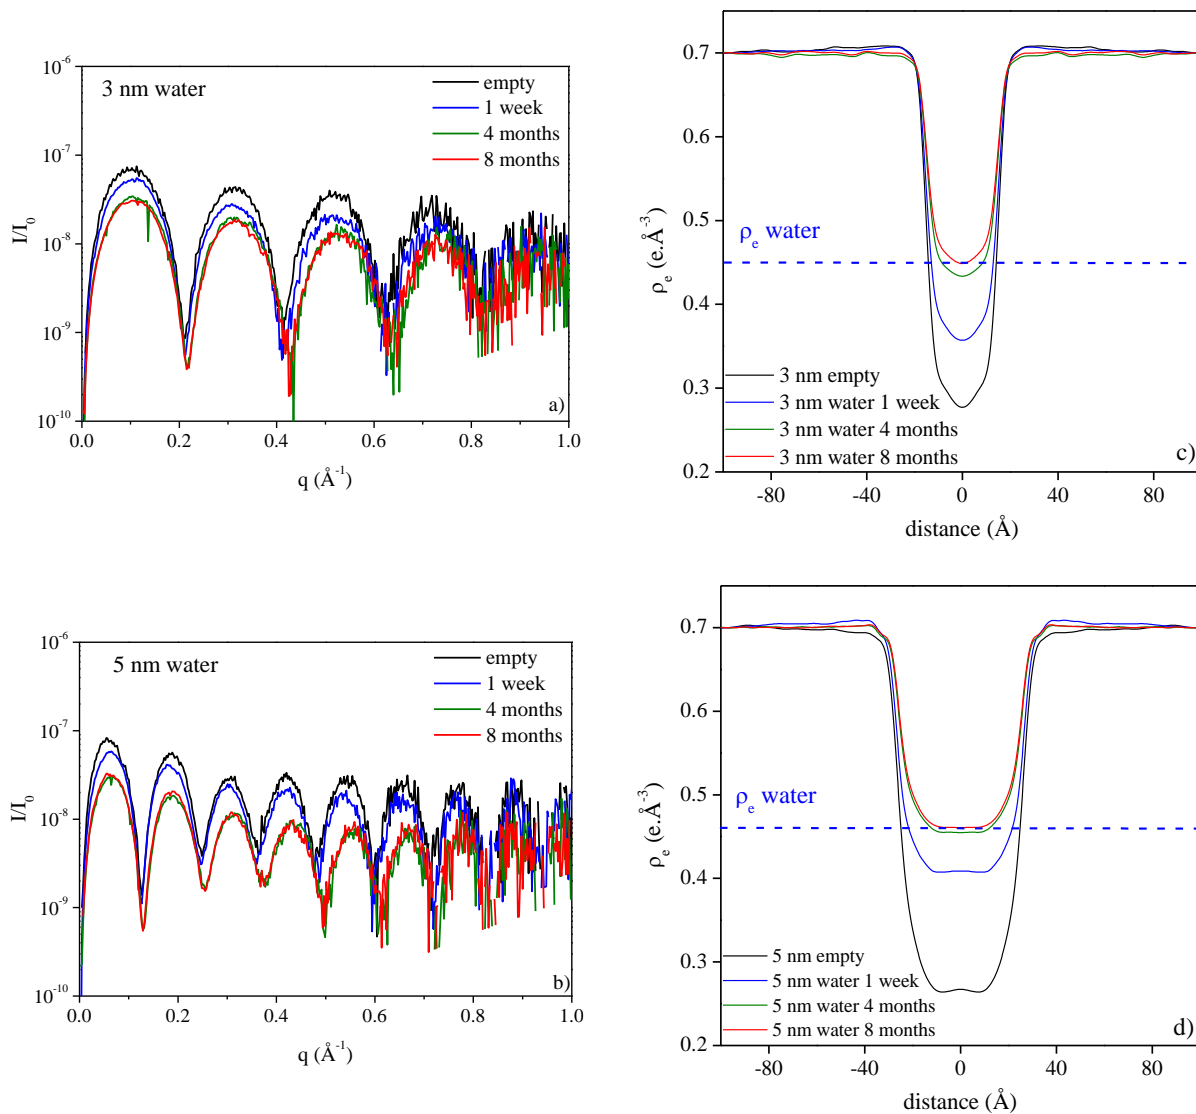 3 nm water
empty
1 week
4 months
8 months
10⁻⁶
10⁻⁷
10⁻⁸
10⁻⁹
10⁻¹⁰
I/I₀
0.0 0.2 0.4 0.6 0.8 1.0
q (Å⁻¹)
a)
0.7
0.6
0.5
0.4
0.3
0.2
ρₑ (e.Å⁻³)
ρₑ water
3 nm empty
3 nm water 1 week
3 nm water 4 months
3 nm water 8 months
c)
-80 -40 0 40 80
distance (Å)
5 nm water
empty
1 week
4 months
8 months
10⁻⁶
10⁻⁷
10⁻⁸
10⁻⁹
10⁻¹⁰
I/I₀
0.0 0.2 0.4 0.6 0.8 1.0
q (Å⁻¹)
b)
0.7
0.6
0.5
0.4
0.3
0.2
ρₑ (e.Å⁻³)
ρₑ water
5 nm empty
5 nm water 1 week
5 nm water 4 months
5 nm water 8 months
d)
-80 -40 0 40 80
distance (Å)